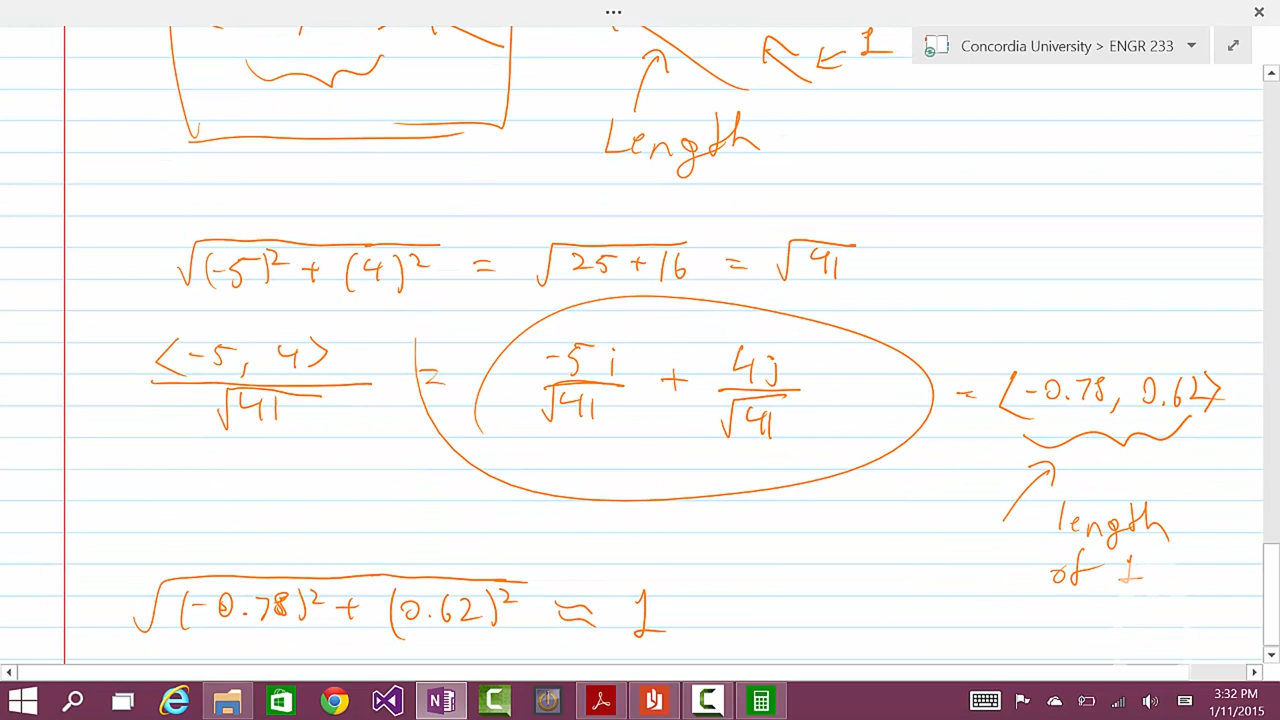 Concordia University > ENGR 233
1
Length
√((-5)² + (4)²) = √(25+16) = √41
<-5, 4> / √41 = -5i / √41 + 4j / √41 = <-0.78, 0.62>
length
of 1
√((-0.78)² + (0.62)²) ≈ 1
3:32 PM
1/11/2015